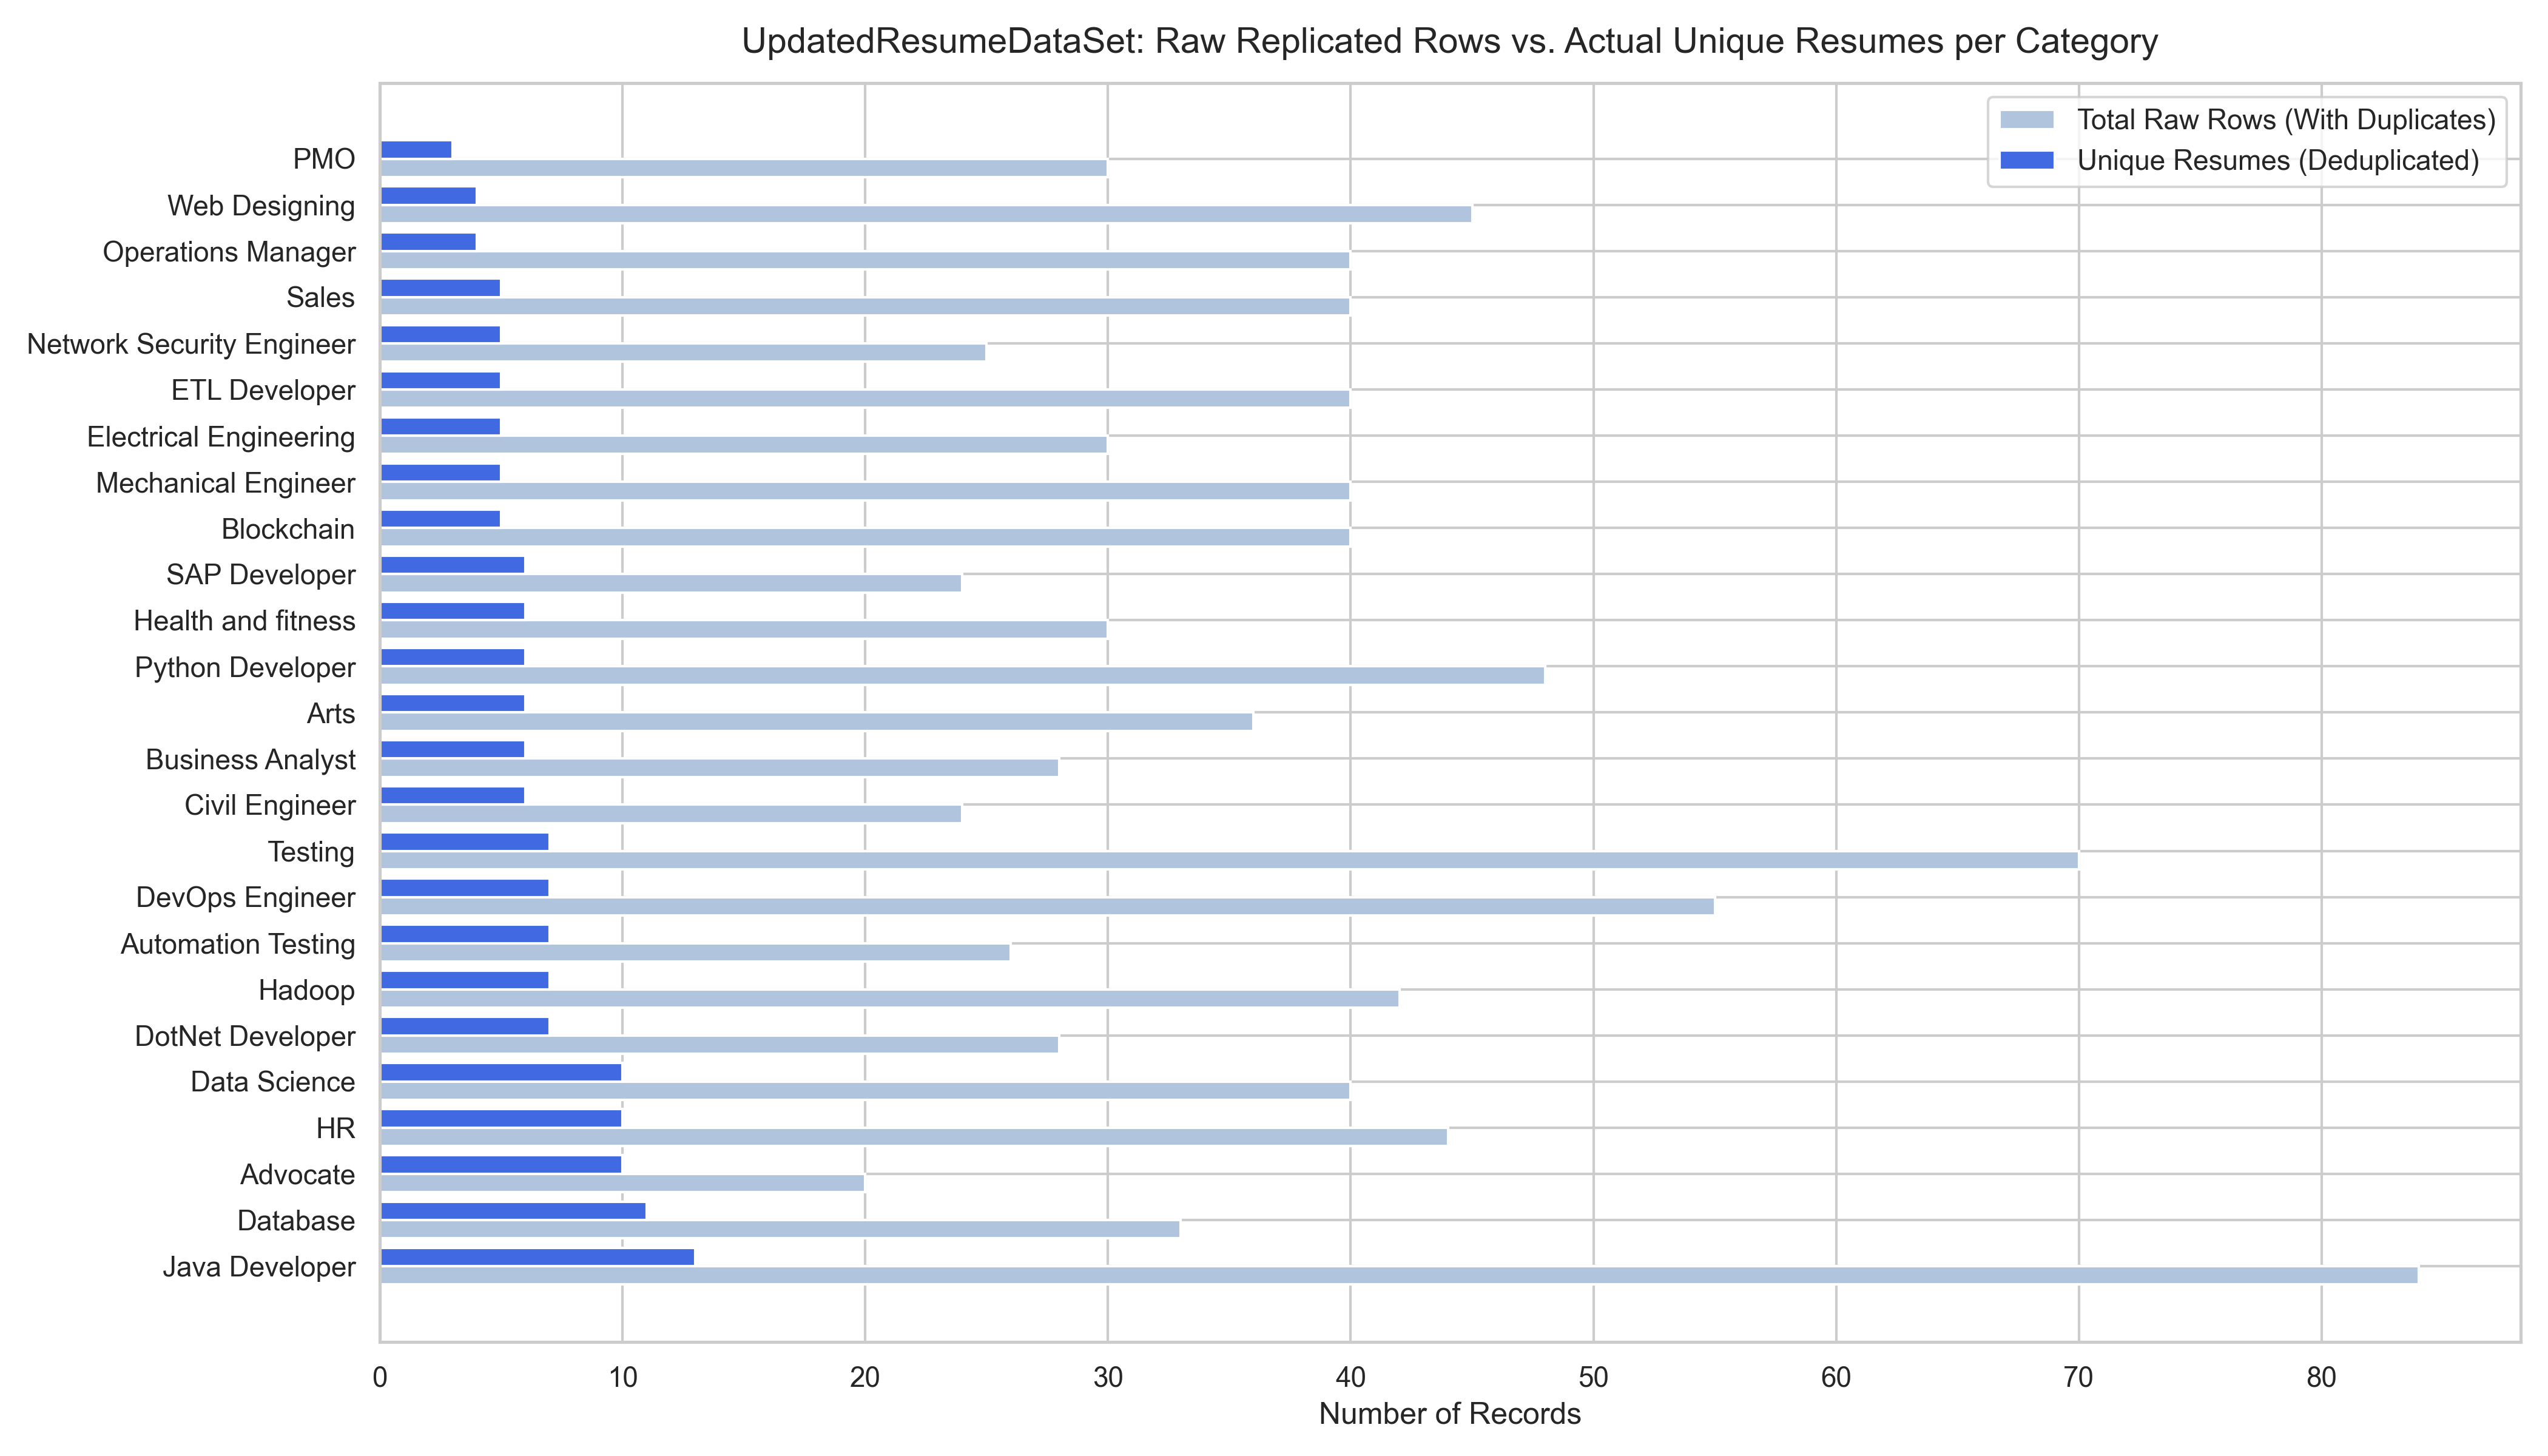 UpdatedResumeDataSet: Raw Replicated Rows vs. Actual Unique Resumes per Category
Total Raw Rows (With Duplicates)
Unique Resumes (Deduplicated)
PMO
Web Designing
Operations Manager
Sales
Network Security Engineer
ETL Developer
Electrical Engineering
Mechanical Engineer
Blockchain
SAP Developer
Health and fitness
Python Developer
Arts
Business Analyst
Civil Engineer
Testing
DevOps Engineer
Automation Testing
Hadoop
DotNet Developer
Data Science
HR
Advocate
Database
Java Developer
0 10 20 30 40 50 60 70 80
Number of Records